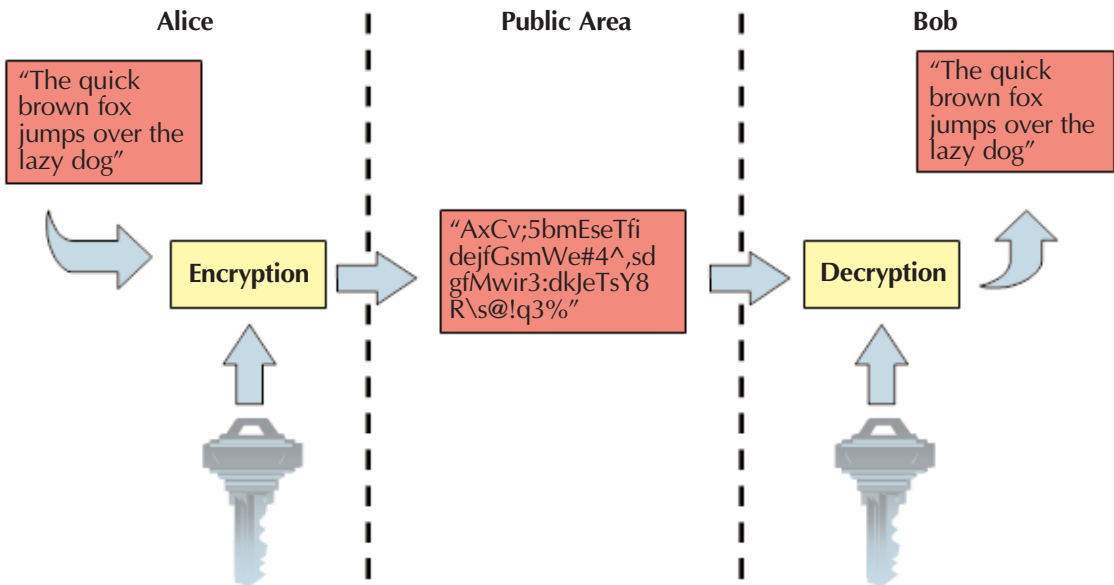 Alice
Public Area
Bob
“The quick
brown fox
jumps over the
lazy dog”
“The quick
brown fox
jumps over the
lazy dog”
Encryption
“AxCv;5bmEseTfi
dejfGsmWe#4^,sd
gfMwir3:dkJeTsY8
R\s@!q3%”
Decryption